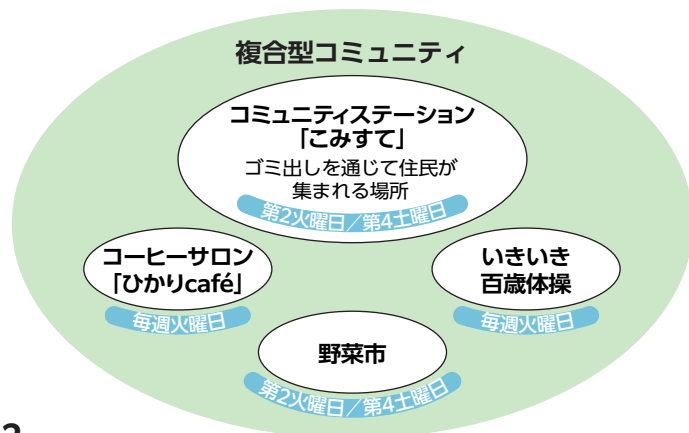 複合型コミュニティ
コミュニティステーション
「こみすて」
ゴミ出しを通じて住民が
集まれる場所
第2火曜日/第4土曜日
コーヒーサロン
「ひかりcafé」
毎週火曜日
いきいき
百歳体操
毎週火曜日
野菜市
第2火曜日/第4土曜日